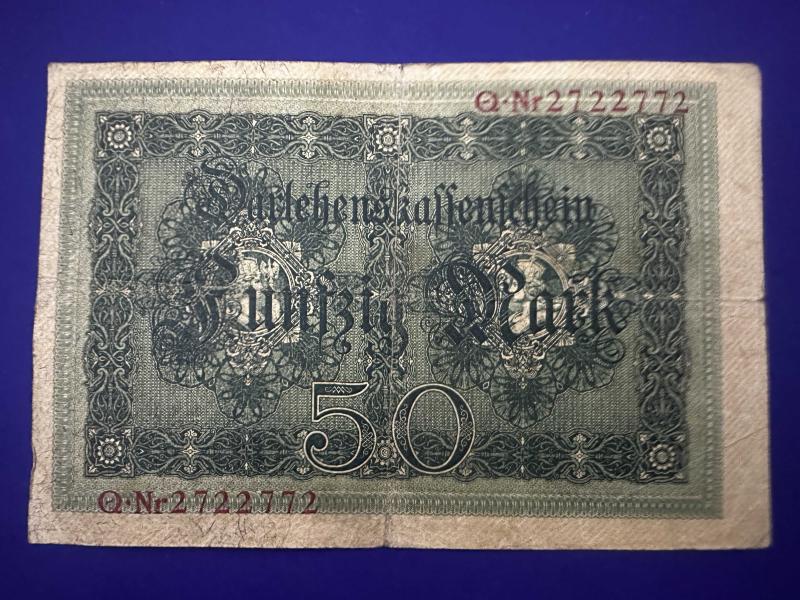 Q·Nr2722772
Darlehenskassenschein
Fünfzig Mark
50
Q·Nr2722772